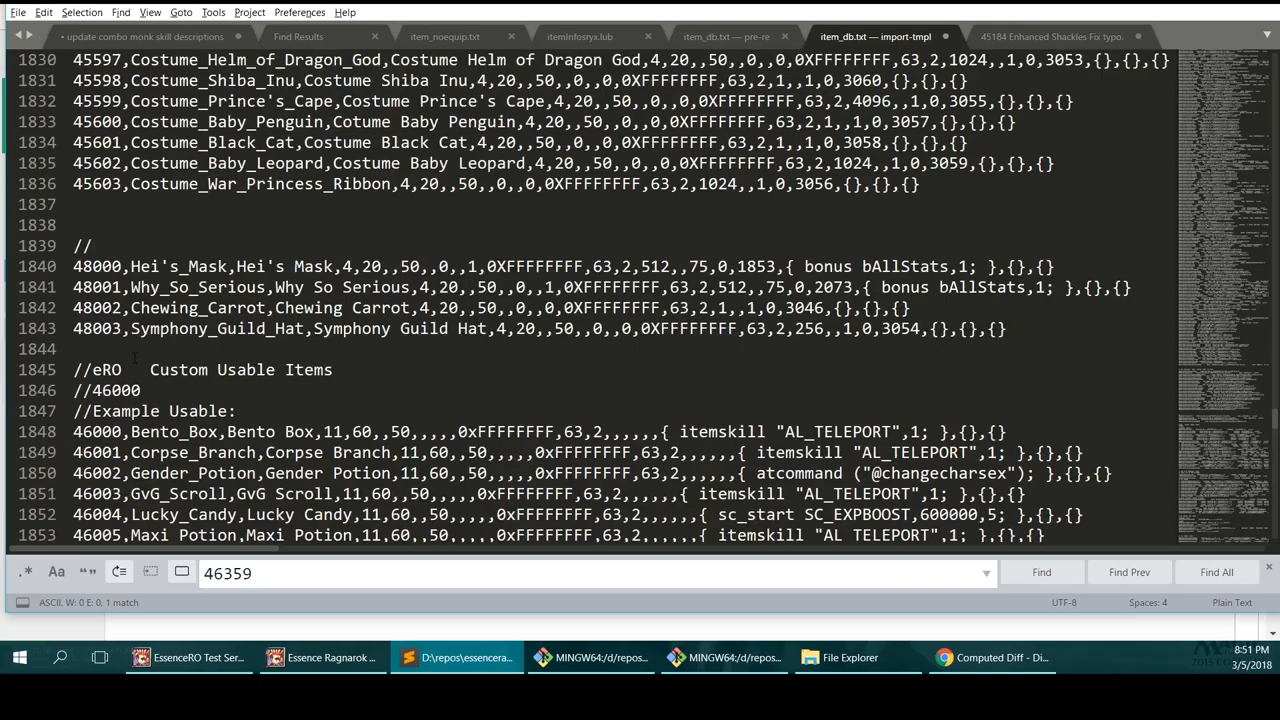 File Edit Selection Find View Goto Tools Project Preferences Help
update combo monk skill descriptions Find Results item_noequip.txt itemInfosryx.lub item_db.txt — pre-re item_db.txt — import-tmpl 45184 Enhanced Shackles Fix typo.
1830 45597,Costume_Helm_of_Dragon_God,Costume Helm of Dragon God,4,20,,50,,0,,,0,0XFFFFFFFF,63,2,1024,,1,0,3053,{},{},{}
1831 45598,Costume_Shiba_Inu,Costume Shiba Inu,4,20,,50,,0,,,0,0XFFFFFFFF,63,2,1,,1,0,3060,{},{},{}
1832 45599,Costume_Prince's_Cape,Costume Prince's Cape,4,20,,50,,0,,,0,0XFFFFFFFF,63,2,4096,,1,0,3055,{},{},{}
1833 45600,Costume_Baby_Penguin,Cotume Baby Penguin,4,20,,50,,0,,,0,0XFFFFFFFF,63,2,1,,1,0,3057,{},{},{}
1834 45601,Costume_Black_Cat,Costume Black Cat,4,20,,50,,0,,,0,0XFFFFFFFF,63,2,1,,1,0,3058,{},{},{}
1835 45602,Costume_Baby_Leopard,Costume Baby Leopard,4,20,,50,,0,,,0,0XFFFFFFFF,63,2,1024,,1,0,3059,{},{},{}
1836 45603,Costume_War_Princess_Ribbon,4,20,,50,,0,,,0,0XFFFFFFFF,63,2,1024,,1,0,3056,{},{},{}
1837
1838
1839 //
1840 48000,Hei's_Mask,Hei's Mask,4,20,,50,,0,,,1,0XFFFFFFFF,63,2,512,,75,0,1853,{ bonus bAllStats,1; },{},{}
1841 48001,Why_So_Serious,Why So Serious,4,20,,50,,0,,,1,0XFFFFFFFF,63,2,512,,75,0,2073,{ bonus bAllStats,1; },{},{}
1842 48002,Chewing_Carrot,Chewing Carrot,4,20,,50,,0,,,0,0XFFFFFFFF,63,2,1,,1,0,3046,{},{},{}
1843 48003,Symphony_Guild_Hat,Symphony Guild Hat,4,20,,50,,0,,,0,0XFFFFFFFF,63,2,256,,1,0,3054,{},{},{}
1844
1845 //eRO Custom Usable Items
1846 //46000
1847 //Example Usable:
1848 46000,Bento_Box,Bento Box,11,60,,50,,,,,0xFFFFFFFF,63,2,,,,,,{ itemskill "AL_TELEPORT",1; },{},{}
1849 46001,Corpse_Branch,Corpse Branch,11,60,,50,,,,,0xFFFFFFFF,63,2,,,,,,{ itemskill "AL_TELEPORT",1; },{},{}
1850 46002,Gender_Potion,Gender Potion,11,60,,50,,,,,0xFFFFFFFF,63,2,,,,,,{ atcommand ("@changesex"); },{},{}
1851 46003,GvG_Scroll,GvG Scroll,11,60,,50,,,,,0xFFFFFFFF,63,2,,,,,,{ itemskill "AL_TELEPORT",1; },{},{}
1852 46004,Lucky_Candy,Lucky Candy,11,60,,50,,,,,0xFFFFFFFF,63,2,,,,,,{ sc_start SC_EXPBOOST,600000,5; },{},{}
1853 46005,Maxi Potion,Maxi Potion,11,60,,50,,,,,0xFFFFFFFF,63,2,,,,,,{ itemskill "AL TELEPORT",1; },{},{}
.* Aa “” 46359 Find Find Prev Find All
ASCII. W: 0 E: 0, 1 match UTF-8 Spaces: 4 Plain Text
EssenceRO Test Ser... Essence Ragnarok ... D:\repos\essencera... MINGW64:/d/repos... MINGW64:/d/repos... File Explorer Computed Diff - Di... 8:51 PM
3/5/2018